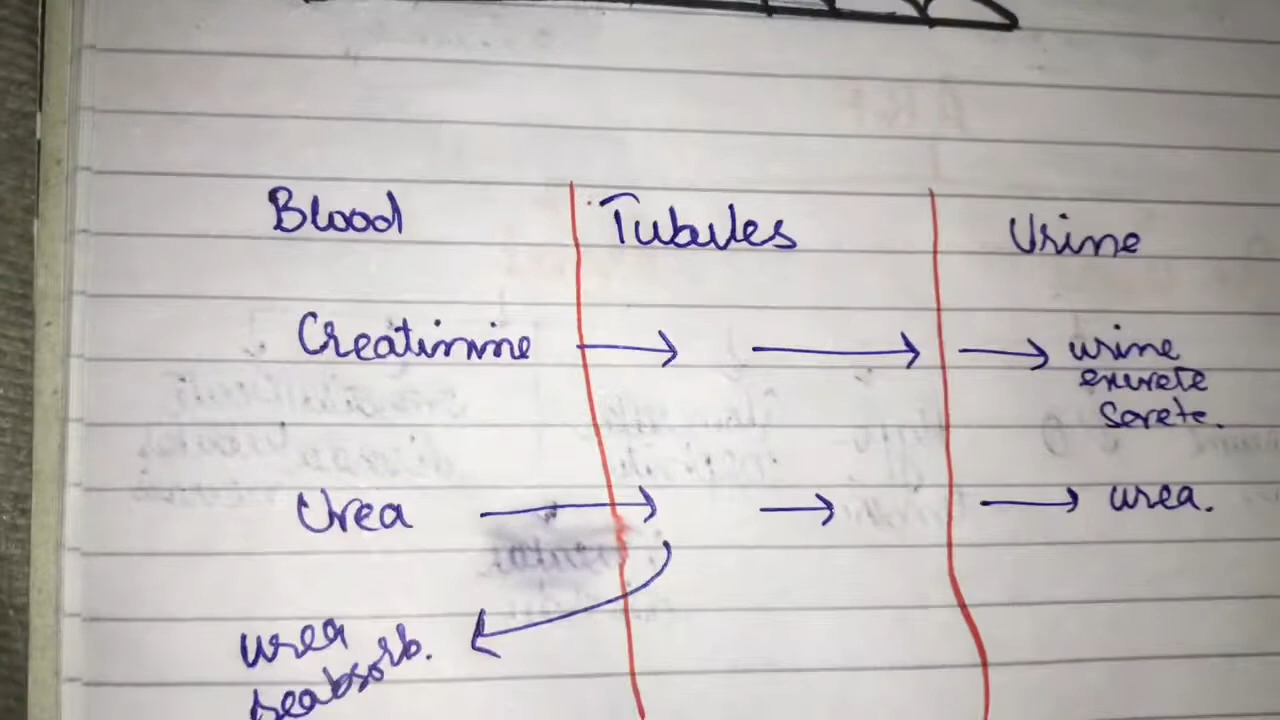 Blood Tubules Urine
Creatinine → → → urine
excrete
Secrete.
Urea → → → urea.
urea
reabsorb.